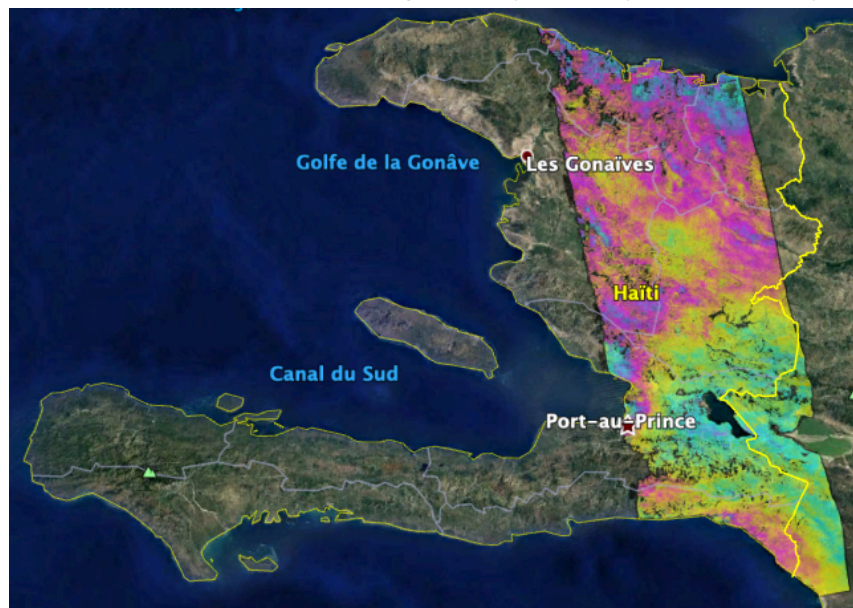 Golfe de la Gonâve
Les Gonaïves
Haïti
Canal du Sud
Port-au-Prince